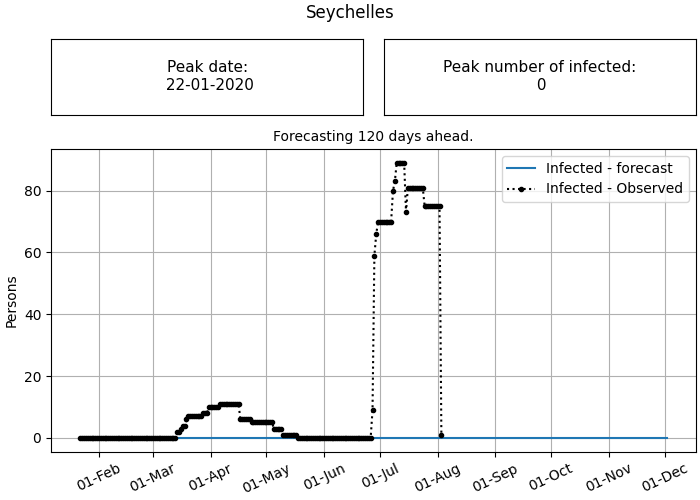 Seychelles
Peak date:
22-01-2020
Peak number of infected:
0
Forecasting 120 days ahead.
Infected - forecast
Infected - Observed
Persons
80
60
40
20
0
01-Feb
01-Mar
01-Apr
01-May
01-Jun
01-Jul
01-Aug
01-Sep
01-Oct
01-Nov
01-Dec